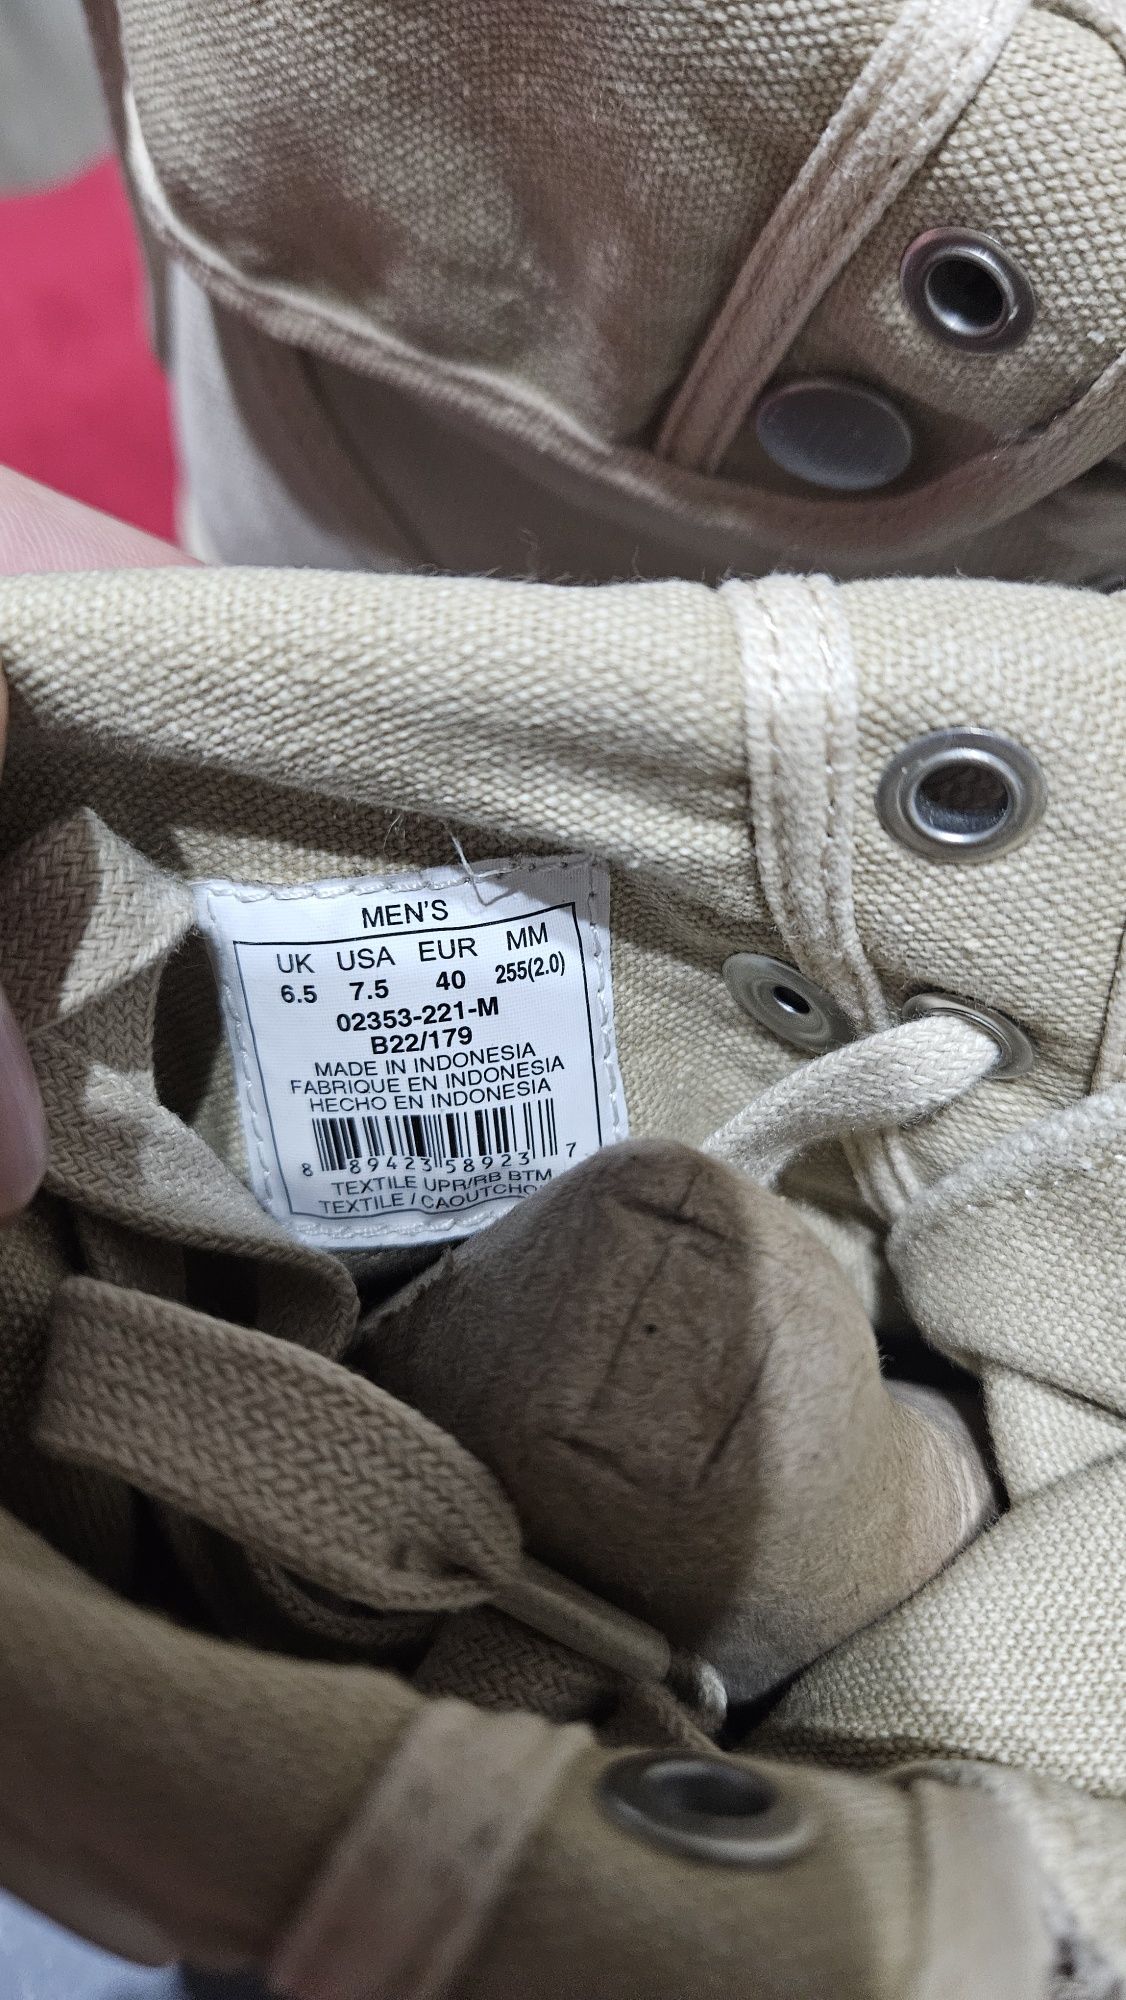 MEN'S
UK USA EUR MM
6.5 7.5 40 255(2.0)
02353-221-M
B22/179
MADE IN INDONESIA
FABRIQUE EN INDONESIA
HECHO EN INDONESIA
8 89423 58923 7
TEXTILE UPR/RB BTM
TEXTILE /